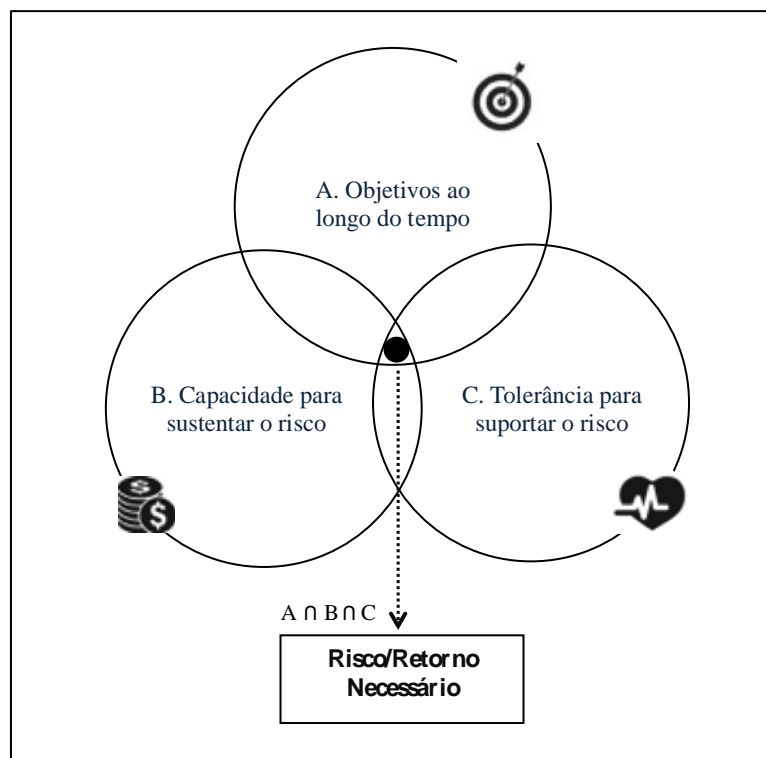 A. Objetivos ao
longo do tempo
B. Capacidade para
sustentar o risco
C. Tolerância para
suportar o risco
$
$
A ∩ B ∩ C
Risco/Retorno
Necessário